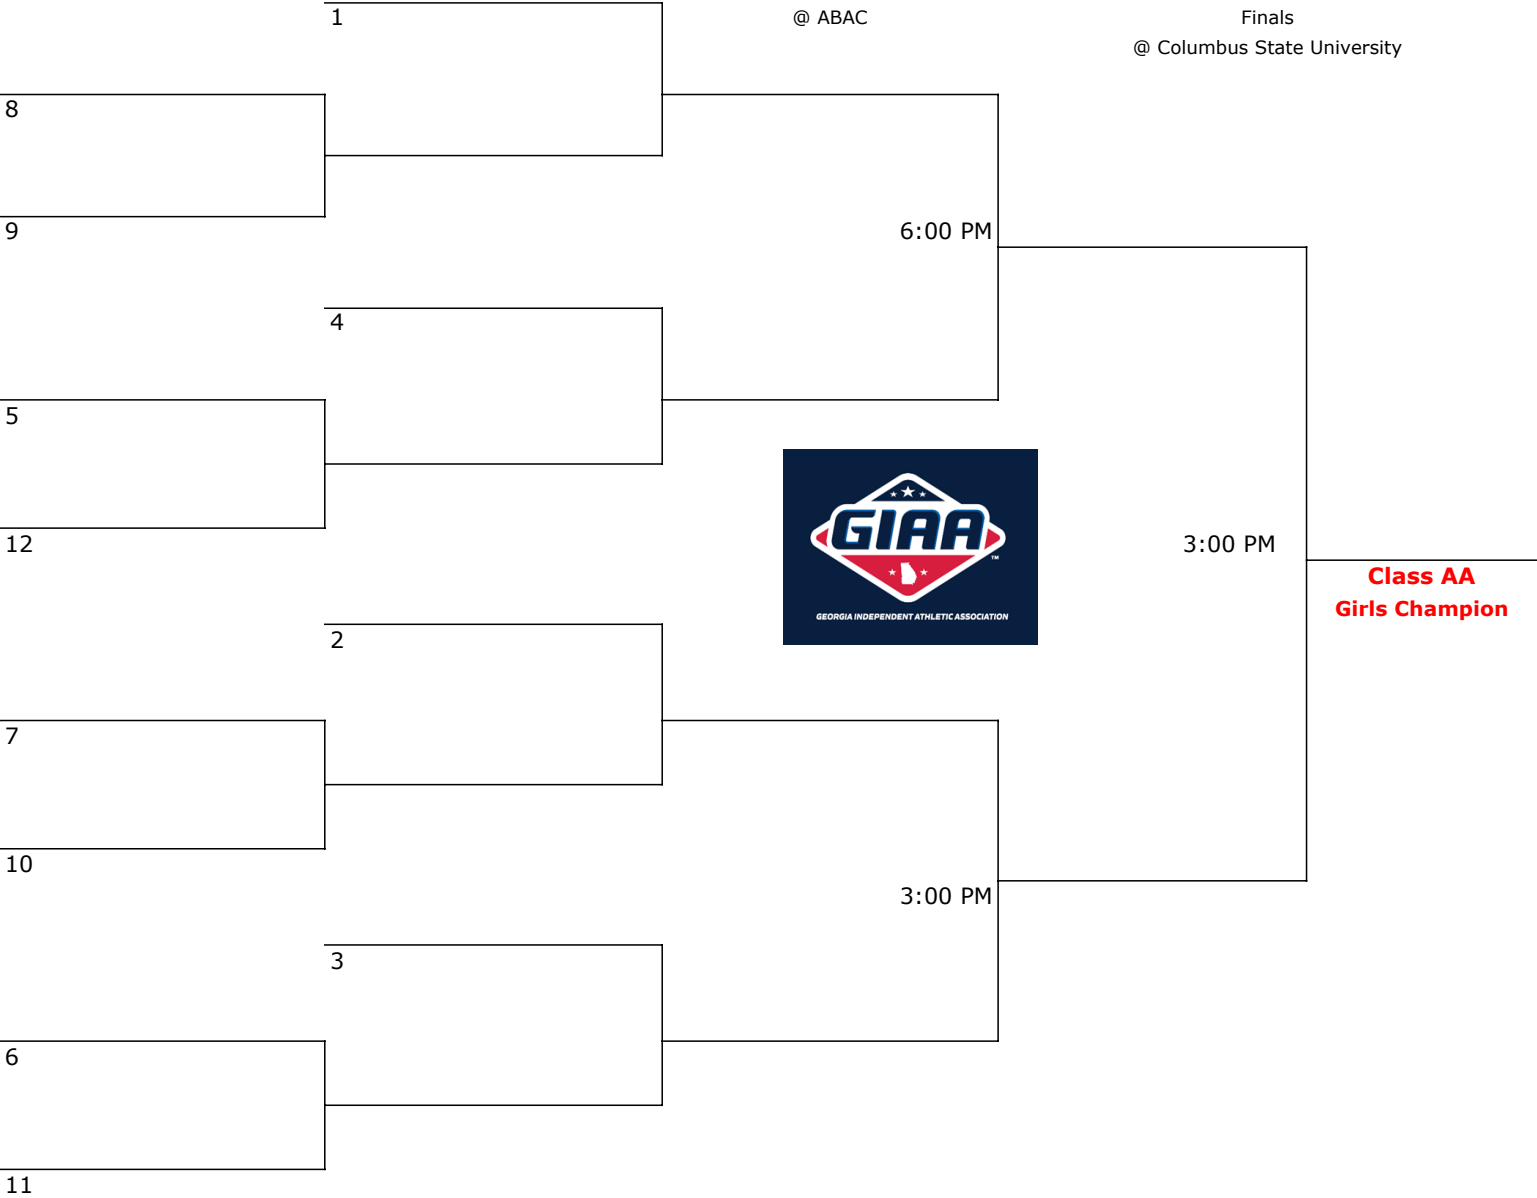 1
@ ABAC
Finals
@ Columbus State University
8
9
6:00 PM
4
5
12
GIAA
™
GEORGIA INDEPENDENT ATHLETIC ASSOCIATION
3:00 PM
Class AA
Girls Champion
2
7
10
3:00 PM
3
6
11